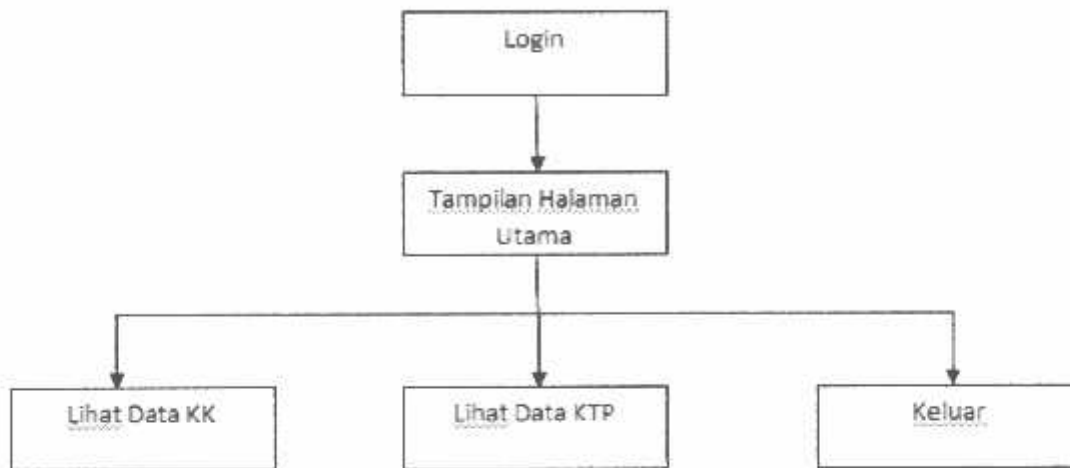 Login
Tampilan Halaman
Utama
Lihat Data KK
Lihat Data KTP
Keluar